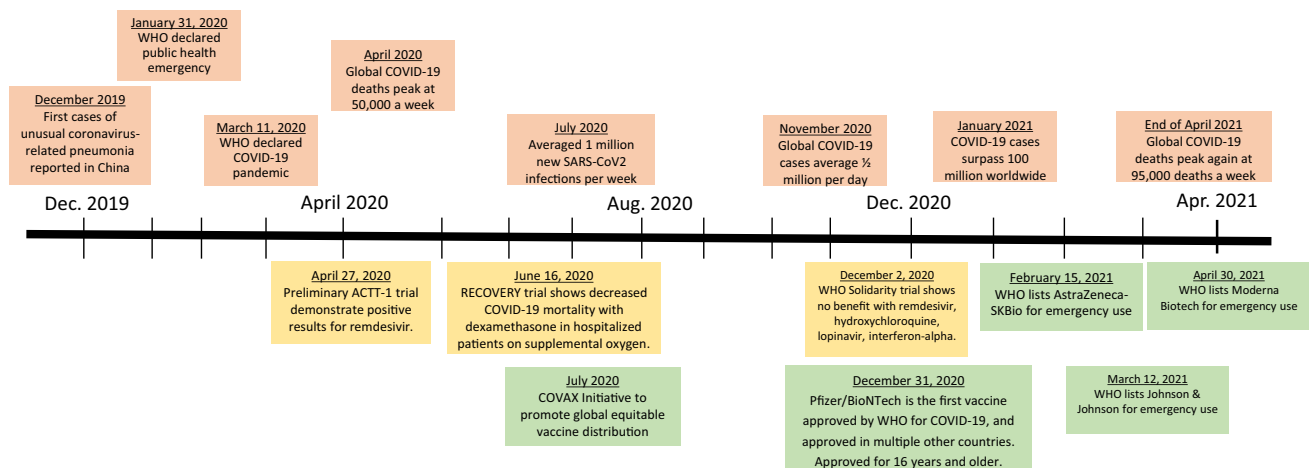 January 31, 2020
WHO declared
public health
emergency
April 2020
Global COVID-19
deaths peak at
50,000 a week
December 2019
First cases of
unusual coronavirus-
related pneumonia
reported in China
March 11, 2020
WHO declared
COVID-19
pandemic
July 2020
Averaged 1 million
new SARS-CoV2
infections per week
November 2020
Global COVID-19
cases average ½
million per day
January 2021
COVID-19 cases
surpass 100
million worldwide
End of April 2021
Global COVID-19
deaths peak again at
95,000 deaths a week
Dec. 2019
April 2020
Aug. 2020
Dec. 2020
Apr. 2021
April 27, 2020
Preliminary ACTT-1 trial
demonstrate positive
results for remdesivir.
June 16, 2020
RECOVERY trial shows decreased
COVID-19 mortality with
dexamethasone in hospitalized
patients on supplemental oxygen.
December 2, 2020
WHO Solidarity trial shows
no benefit with remdesivir,
hydroxychloroquine,
lopinavir, interferon-alpha.
February 15, 2021
WHO lists AstraZeneca-
SKBio for emergency use
April 30, 2021
WHO lists Moderna
Biotech for emergency use
July 2020
COVAX Initiative to
promote global equitable
vaccine distribution
December 31, 2020
Pfizer/BioNTech is the first vaccine
approved by WHO for COVID-19, and
approved in multiple other countries.
Approved for 16 years and older.
March 12, 2021
WHO lists Johnson &
Johnson for emergency use